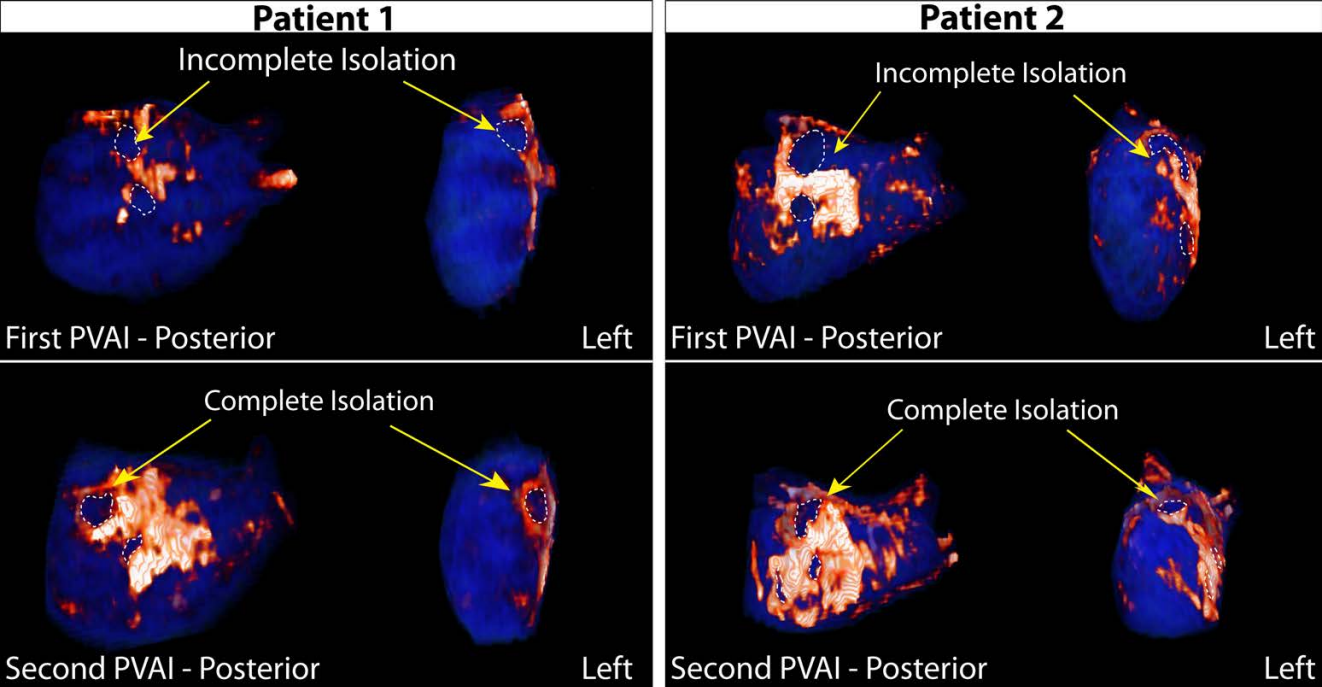 Patient 1
Incomplete Isolation
First PVAI - Posterior
Left
Complete Isolation
Second PVAI - Posterior
Left
Patient 2
Incomplete Isolation
First PVAI - Posterior
Left
Complete Isolation
Second PVAI - Posterior
Left